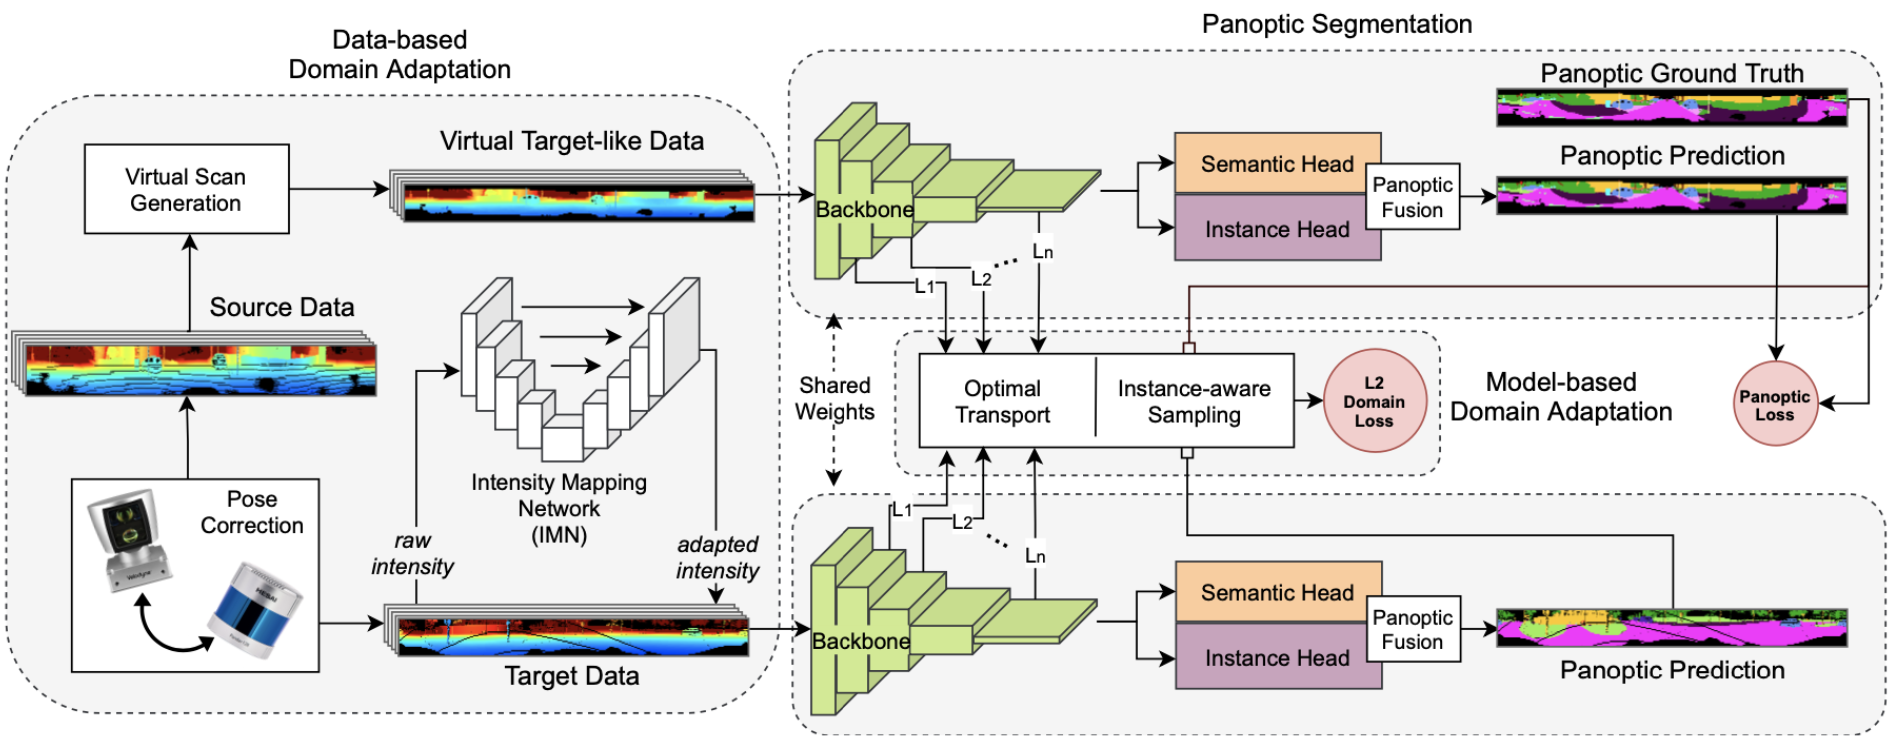 Panoptic Segmentation
Data-based
Domain Adaptation
Panoptic Ground Truth
Virtual Target-like Data
Virtual Scan
Generation
Panoptic Prediction
Semantic Head
Instance Head
Panoptic
Fusion
Backbone
L1
L2
Ln
Source Data
Shared
Weights
Optimal
Transport
Instance-aware
Sampling
L2
Domain
Loss
Model-based
Domain Adaptation
Panoptic
Loss
Pose
Correction
Velodyne
HESAI
Intensity Mapping
Network
(IMN)
raw
intensity
adapted
intensity
Target Data
L1
L2
Ln
Backbone
Semantic Head
Instance Head
Panoptic
Fusion
Panoptic Prediction